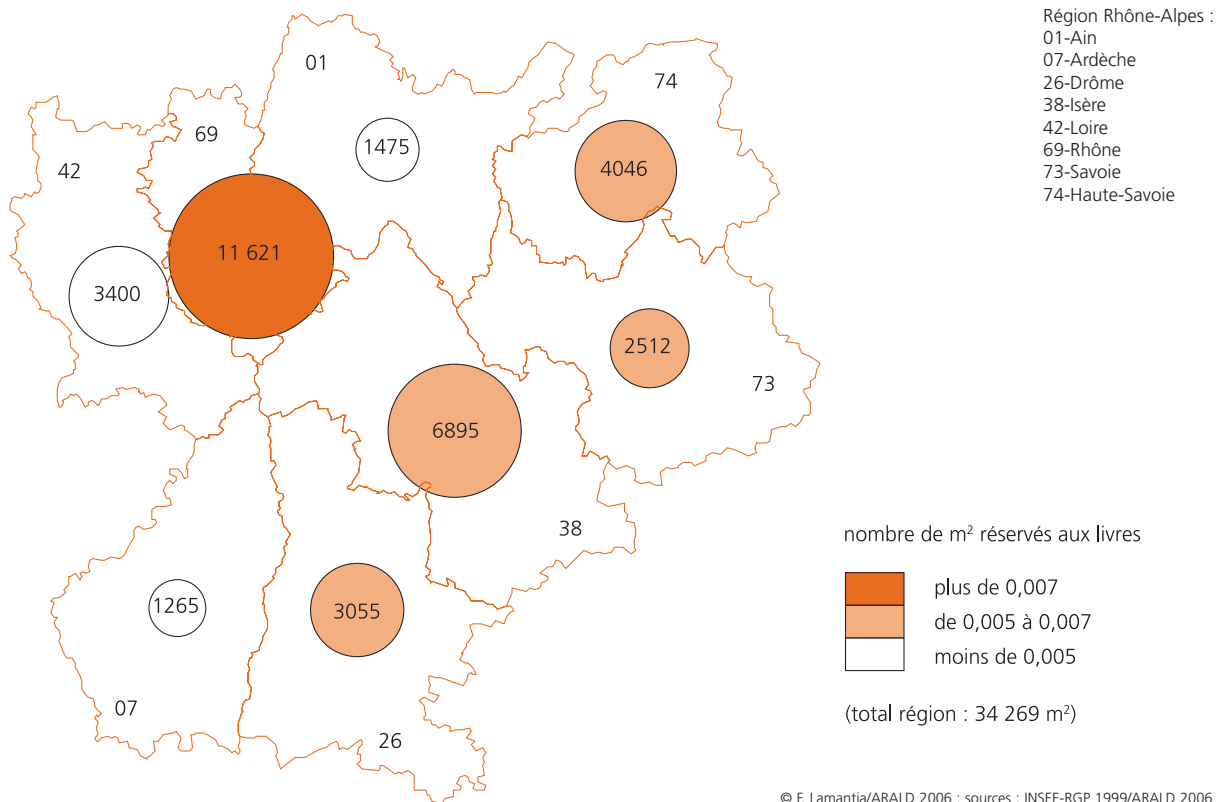 Région Rhône-Alpes :
01-Ain
07-Ardèche
26-Drôme
38-Isère
42-Loire
69-Rhône
73-Savoie
74-Haute-Savoie
01
74
69
42
1475
4046
11 621
3400
2512
73
6895
38
1265
3055
07
26
nombre de m² réservés aux livres
plus de 0,007
de 0,005 à 0,007
moins de 0,005
(total région : 34 269 m²)
© F. Lamantia/ARALD 2006 ; sources : INSEE-RGP 1999/ARALD 2006